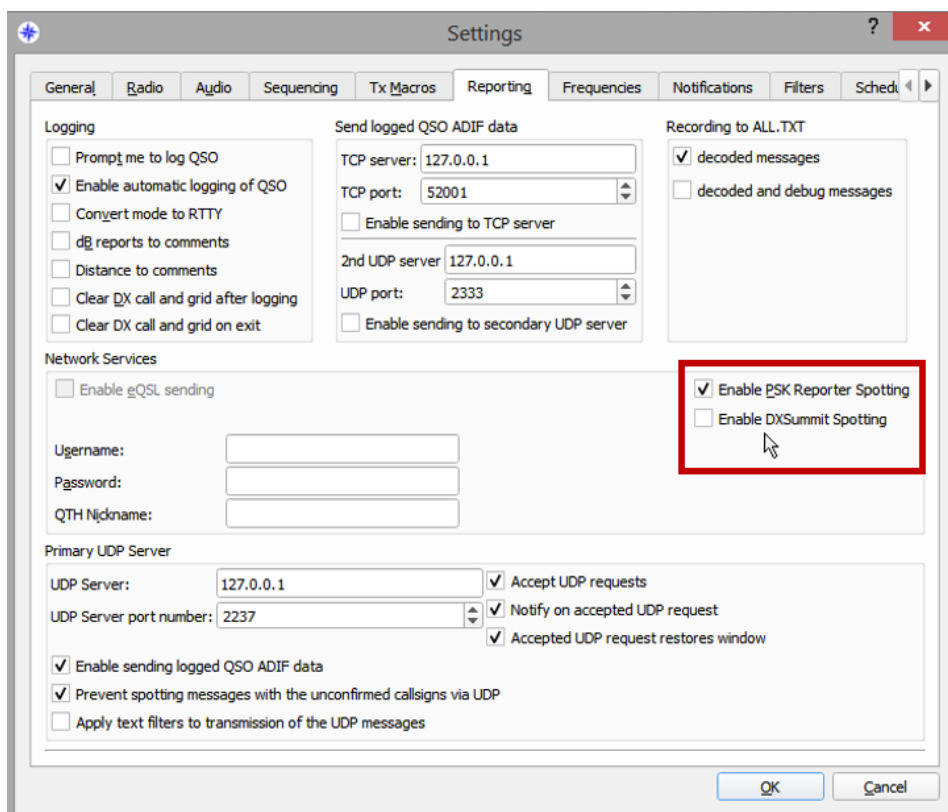 Settings
?
×
General
Radio
Audio
Sequencing
Tx Macros
Reporting
Frequencies
Notifications
Filters
Logging
Prompt me to log QSO
Enable automatic logging of QSO
Convert mode to RTTY
dB reports to comments
Distance to comments
Clear DX call and grid after logging
Clear DX call and grid on exit
Send logged QSO ADIF data
TCP server: 127.0.0.1
TCP port: 52001
Enable sending to TCP server
2nd UDP server 127.0.0.1
UDP port: 2333
Enable sending to secondary UDP server
Recording to ALL.TXT
decoded messages
decoded and debug messages
Network Services
Enable eQSL sending
Username:
Password:
QTH Nickname:
Enable PSK Reporter Spotting
Enable DXSummit Spotting
Primary UDP Server
UDP Server: 127.0.0.1
UDP Server port number: 2237
Accept UDP requests
Notify on accepted UDP request
Accepted UDP request restores window
Enable sending logged QSO ADIF data
Prevent spotting messages with the unconfirmed callsigns via UDP
Apply text filters to transmission of the UDP messages
OK
Cancel